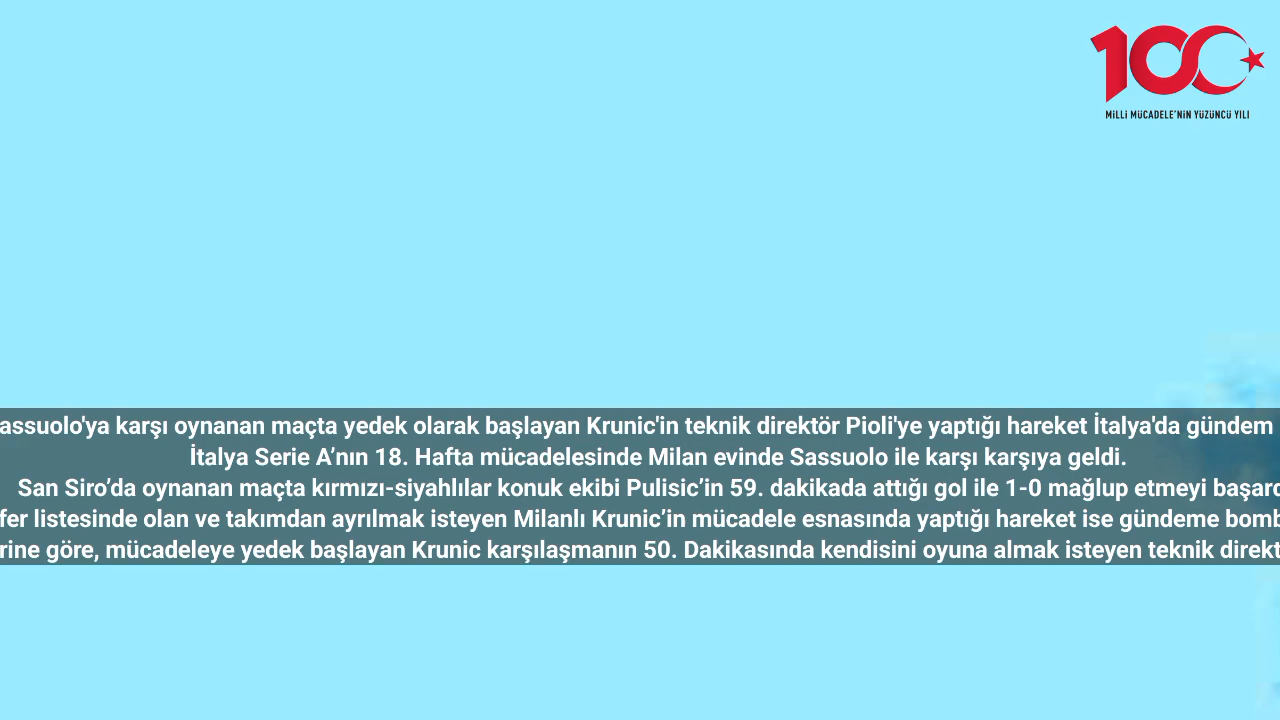 100
MİLLİ MÜCADELE'NİN YÜZÜNCÜ YILI
assuolo'ya karşı oynanan maçta yedek olarak başlayan Krunic'in teknik direktör Pioli'ye yaptığı hareket İtalya'da gündem
İtalya Serie A’nın 18. Hafta mücadelesinde Milan evinde Sassuolo ile karşı karşıya geldi.
San Siro’da oynanan maçta kırmızı-siyahlılar konuk ekibi Pulisic’in 59. dakikada attığı gol ile 1-0 mağlup etmeyi başard
fer listesinde olan ve takımdan ayrılmak isteyen Milanlı Krunic’in mücadele esnasında yaptığı hareket ise gündeme bomb
rine göre, mücadeleye yedek başlayan Krunic karşılaşmanın 50. Dakikasında kendisini oyuna almak isteyen teknik direkt